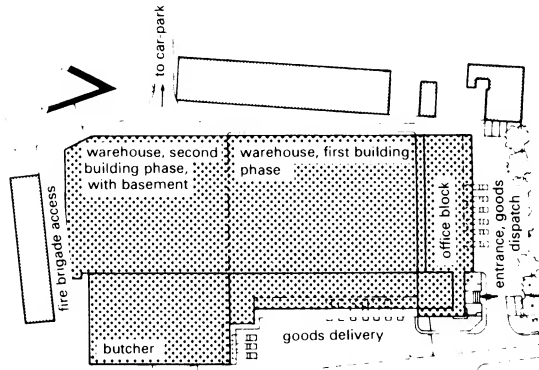 to car-park
warehouse, second
building phase,
with basement
warehouse, first building
phase
office block
entrance, goods
dispatch
fire brigade access
goods delivery
butcher